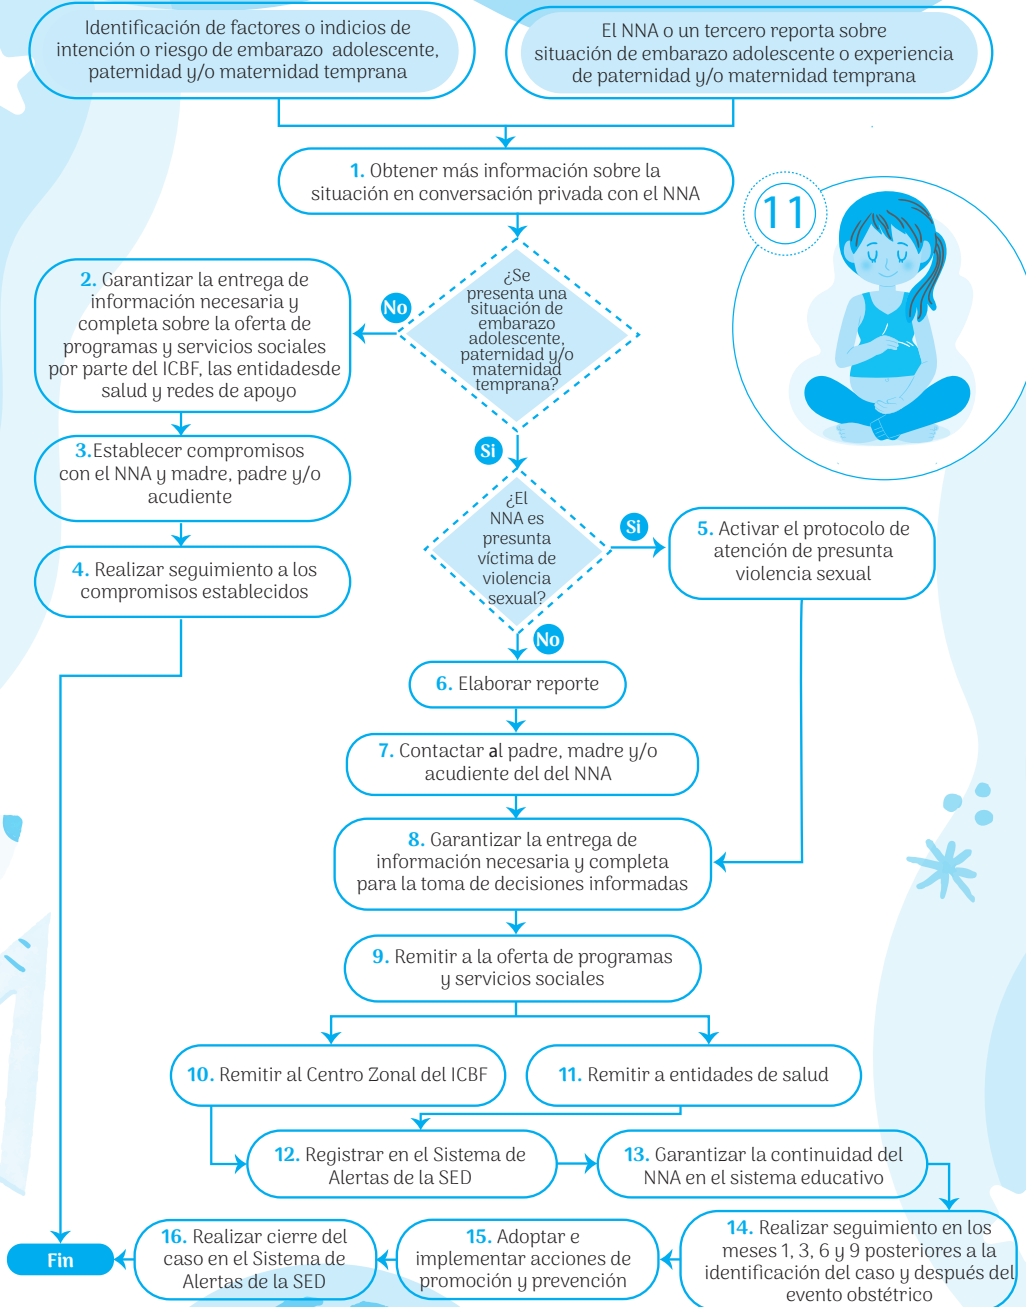 Identificación de factores o indicios de
intención o riesgo de embarazo adolescente,
paternidad y/o maternidad temprana
El NNA o un tercero reporta sobre
situación de embarazo adolescente o experiencia
de paternidad y/o maternidad temprana
1. Obtener más información sobre la
situación en conversación privada con el NNA
11
¿Se
presenta una
situación de
embarazo
adolescente,
paternidad y/o
maternidad
temprana?
No
2. Garantizar la entrega de
información necesaria y
completa sobre la oferta de
programas y servicios sociales
por parte del ICBF, las entidadesde
salud y redes de apoyo
3.Establecer compromisos
con el NNA y madre, padre y/o
acudiente
4. Realizar seguimiento a los
compromisos establecidos
Si
¿El
NNA es
presunta
víctima de
violencia
sexual?
Si
5. Activar el protocolo de
atención de presunta
violencia sexual
No
6. Elaborar reporte
7. Contactar al padre, madre y/o
acudiente del del NNA
8. Garantizar la entrega de
información necesaria y completa
para la toma de decisiones informadas
9. Remitir a la oferta de programas
y servicios sociales
10. Remitir al Centro Zonal del ICBF
11. Remitir a entidades de salud
12. Registrar en el Sistema de
Alertas de la SED
13. Garantizar la continuidad del
NNA en el sistema educativo
14. Realizar seguimiento en los
meses 1, 3, 6 y 9 posteriores a la
identificación del caso y después del
evento obstétrico
15. Adoptar e
implementar acciones de
promoción y prevención
16. Realizar cierre del
caso en el Sistema de
Alertas de la SED
Fin